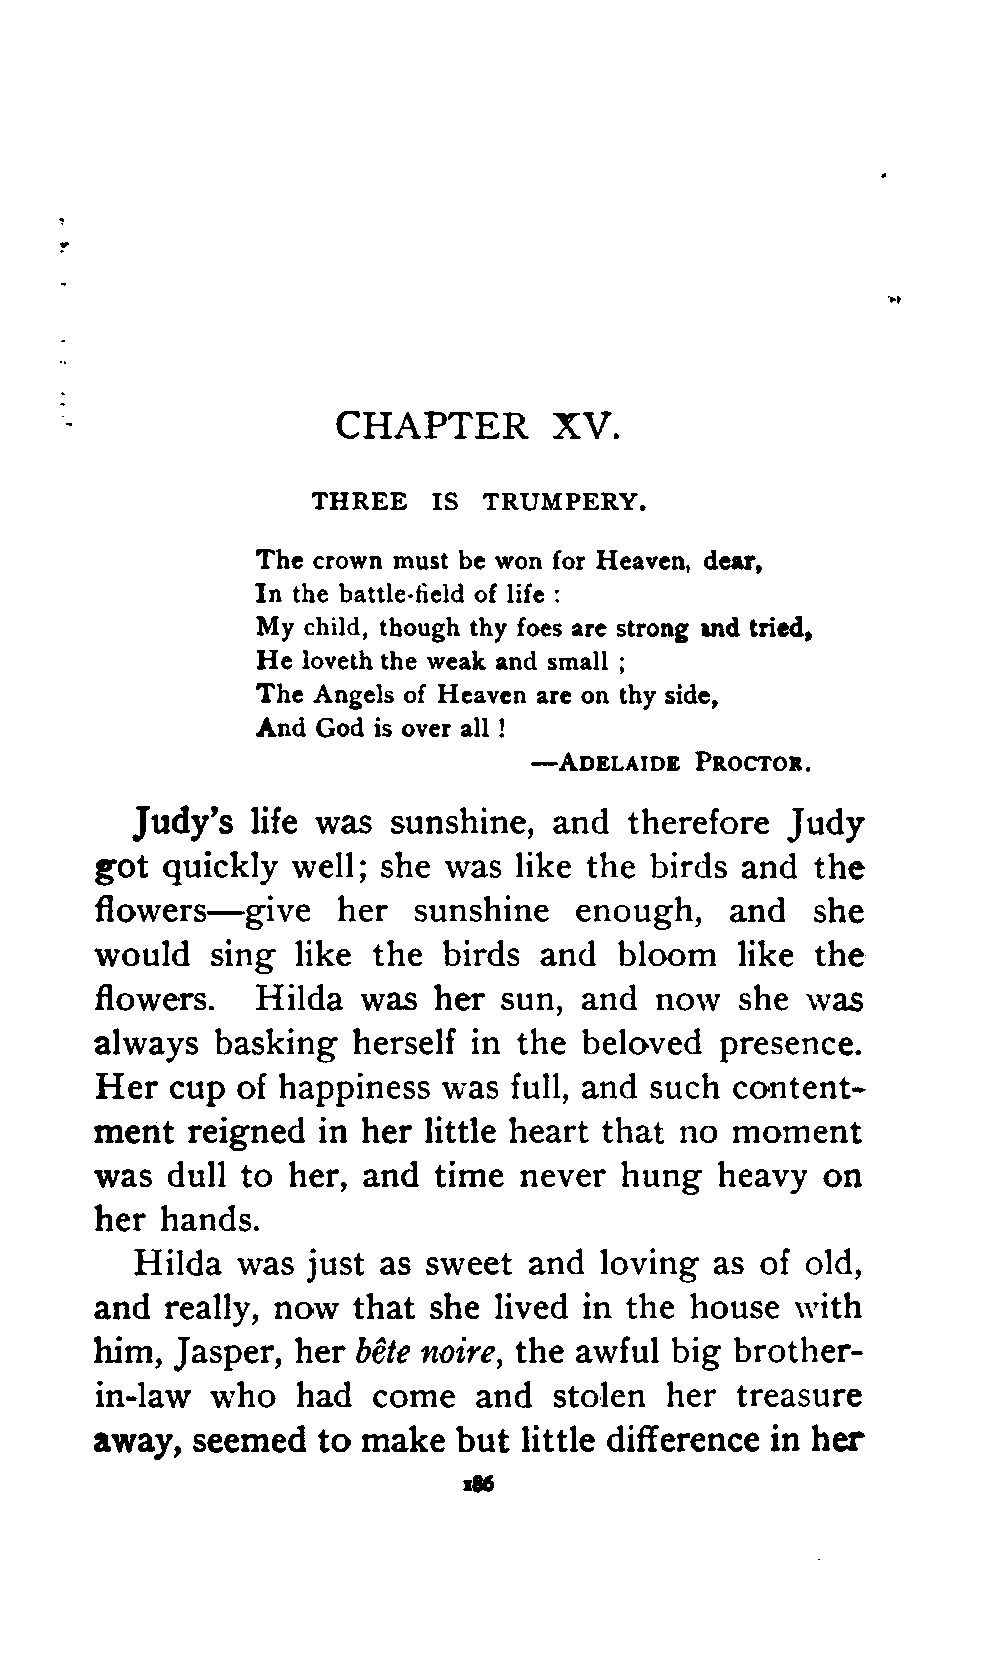 CHAPTER XV.
THREE IS TRUMPERY.
The crown must be won for Heaven, dear,
In the battle-field of life :
My child, though thy foes are strong and tried,
He loveth the weak and small ;
The Angels of Heaven are on thy side,
And God is over all !
—ADELAIDE PROCTOR.
Judy's life was sunshine, and therefore Judy
got quickly well; she was like the birds and the
flowers—give her sunshine enough, and she
would sing like the birds and bloom like the
flowers. Hilda was her sun, and now she was
always basking herself in the beloved presence.
Her cup of happiness was full, and such content-
ment reigned in her little heart that no moment
was dull to her, and time never hung heavy on
her hands.
Hilda was just as sweet and loving as of old,
and really, now that she lived in the house with
him, Jasper, her bête noire, the awful big brother-
in-law who had come and stolen her treasure
away, seemed to make but little difference in her
186